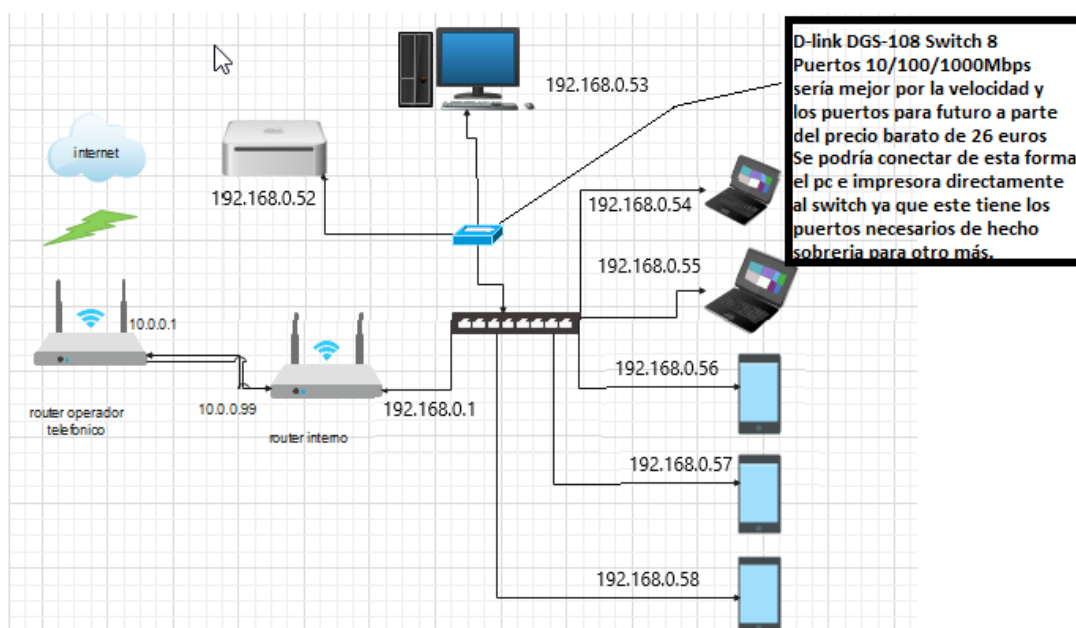 D-link DGS-108 Switch 8
Puertos 10/100/1000Mbps
sería mejor por la velocidad y
los puertos para futuro a parte
del precio barato de 26 euros
Se podría conectar de esta forma
el pc e impresora directamente
al switch ya que este tiene los
puertos necesarios de hecho
sobreria para otro más.
192.168.0.53
internet
192.168.0.52
192.168.0.54
192.168.0.55
10.0.0.1
192.168.0.56
10.0.0.99
192.168.0.1
router operador
telefonico
router interno
192.168.0.57
192.168.0.58